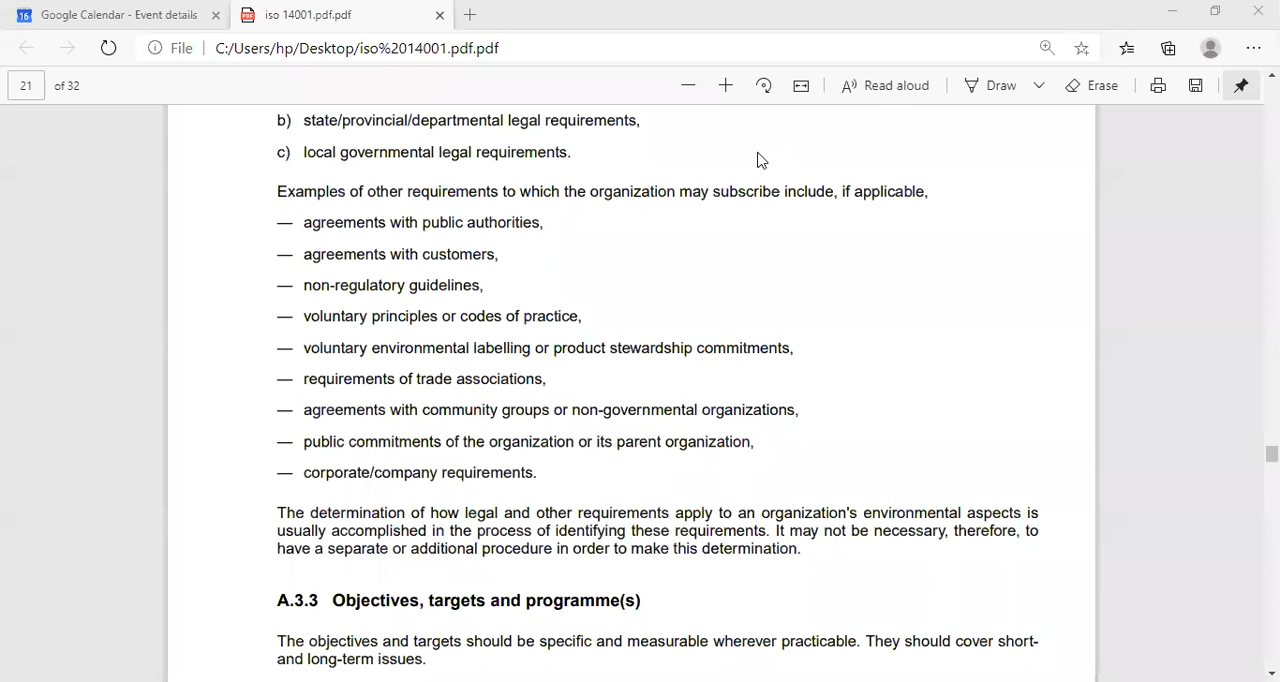 Google Calendar - Event details
iso 14001.pdf.pdf
File
C:/Users/hp/Desktop/iso%2014001.pdf.pdf
21 of 32
Read aloud
Draw
Erase
b) state/provincial/departmental legal requirements,
c) local governmental legal requirements.
Examples of other requirements to which the organization may subscribe include, if applicable,
— agreements with public authorities,
— agreements with customers,
— non-regulatory guidelines,
— voluntary principles or codes of practice,
— voluntary environmental labelling or product stewardship commitments,
— requirements of trade associations,
— agreements with community groups or non-governmental organizations,
— public commitments of the organization or its parent organization,
— corporate/company requirements.
The determination of how legal and other requirements apply to an organization's environmental aspects is
usually accomplished in the process of identifying these requirements. It may not be necessary, therefore, to
have a separate or additional procedure in order to make this determination.
A.3.3 Objectives, targets and programme(s)
The objectives and targets should be specific and measurable wherever practicable. They should cover short-
and long-term issues.